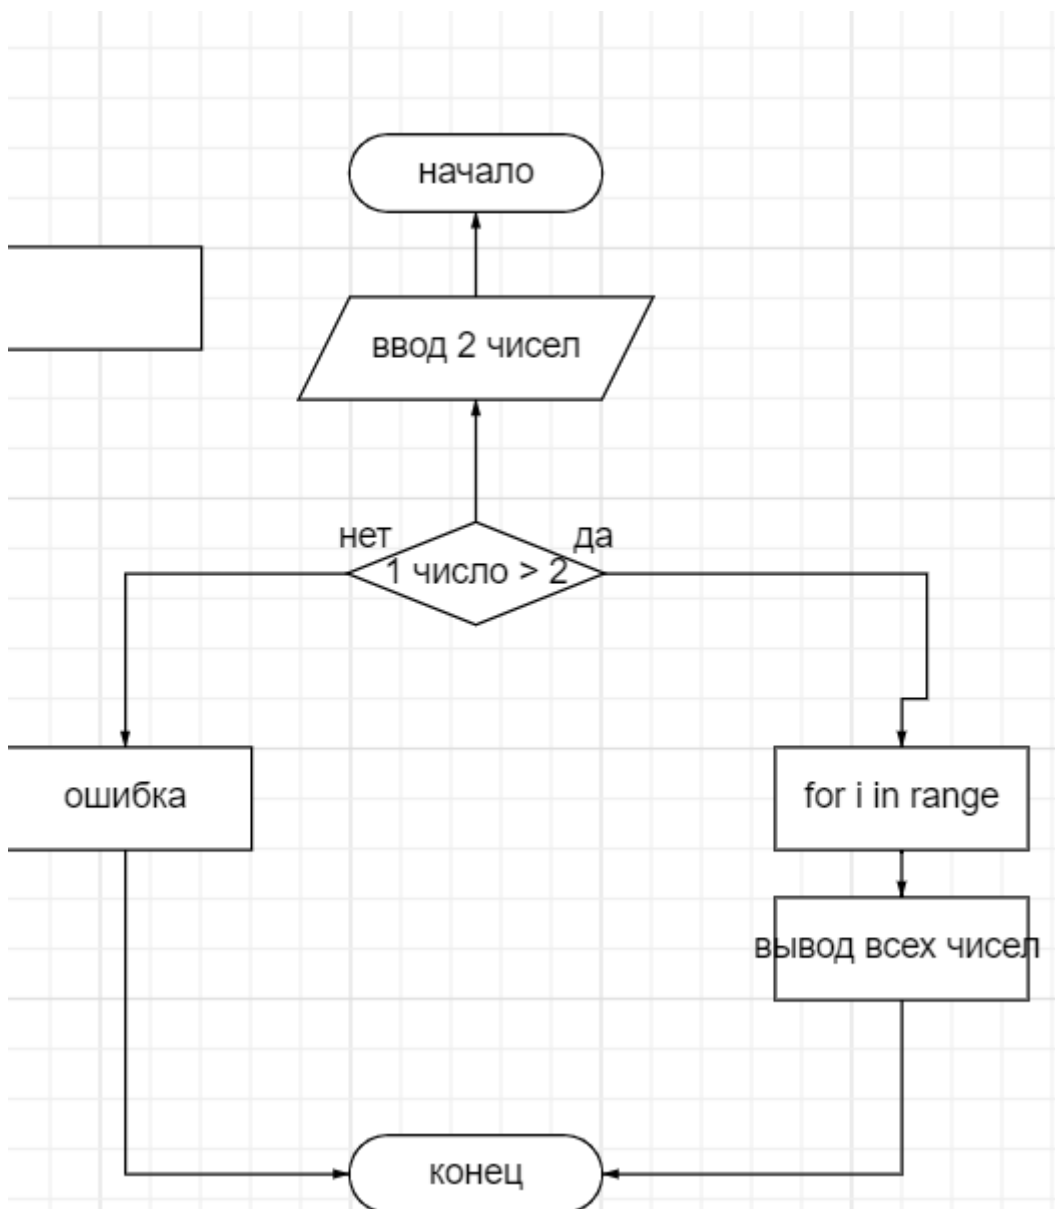 начало
ввод 2 чисел
нет
да
1 число > 2
ошибка
for i in range
вывод всех чисел
конец